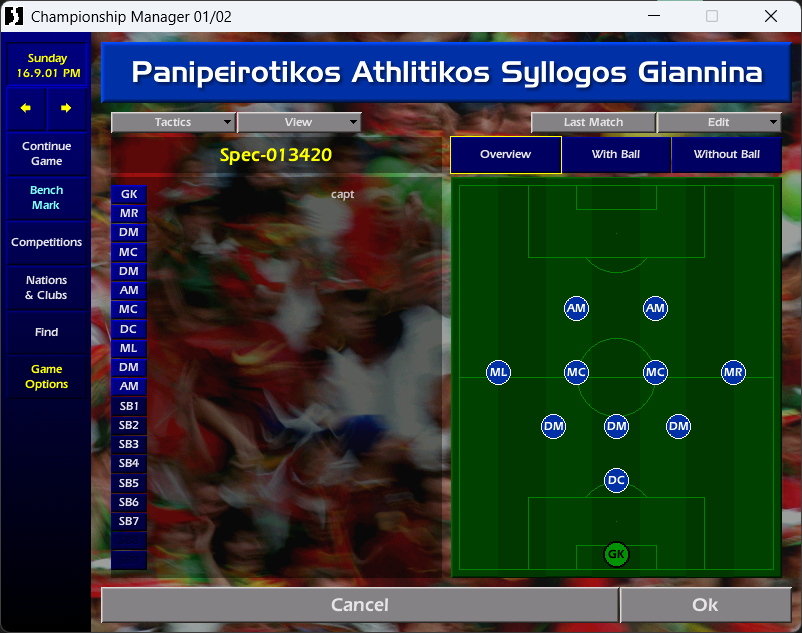 Championship Manager 01/02
Sunday
16.9.01 PM
Panipeirotikos Athlitikos Syllogos Giannina
Continue
Game
Bench
Mark
Competitions
Nations
& Clubs
Find
Game
Options
Tactics
View
Last Match
Edit
Spec-013420
Overview
With Ball
Without Ball
GK
capt
MR
DM
MC
DM
AM
MC
DC
ML
DM
AM
SB1
SB2
SB3
SB4
SB5
SB6
SB7
AM AM
ML MC MC MR
DM DM DM
DC
GK
Cancel
Ok